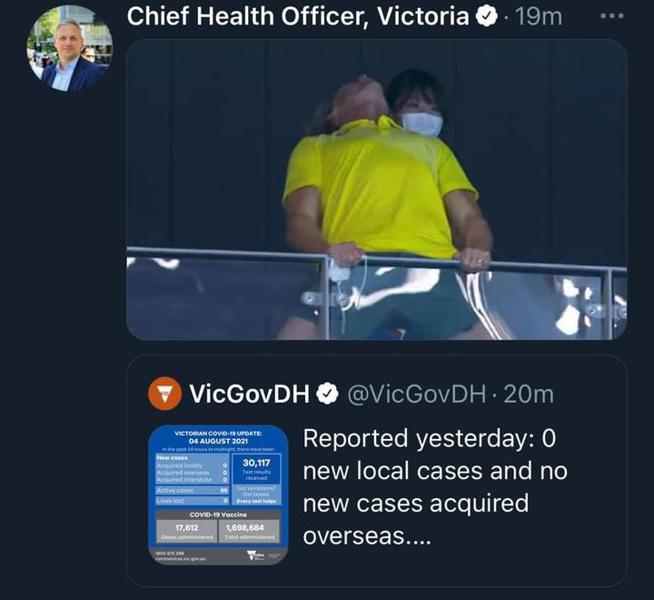 Chief Health Officer, Victoria · 19m
VicGovDH @VicGovDH · 20m
VICTORIAN COVID-19 UPDATE:
04 AUGUST 2021
In the past 24 hours to midnight, there have been
New cases
Acquired locally 0
Acquired overseas 0
Acquired interstate 0
Active cases
Lives lost 0
30,117
Test results
received
Got symptoms?
Get tested
Every test helps
COVID-19 Vaccine
17,612
Doses administered
1,698,684
Total administered
1800 675 398
coronavirus.vic.gov.au
Reported yesterday: 0
new local cases and no
new cases acquired
overseas....